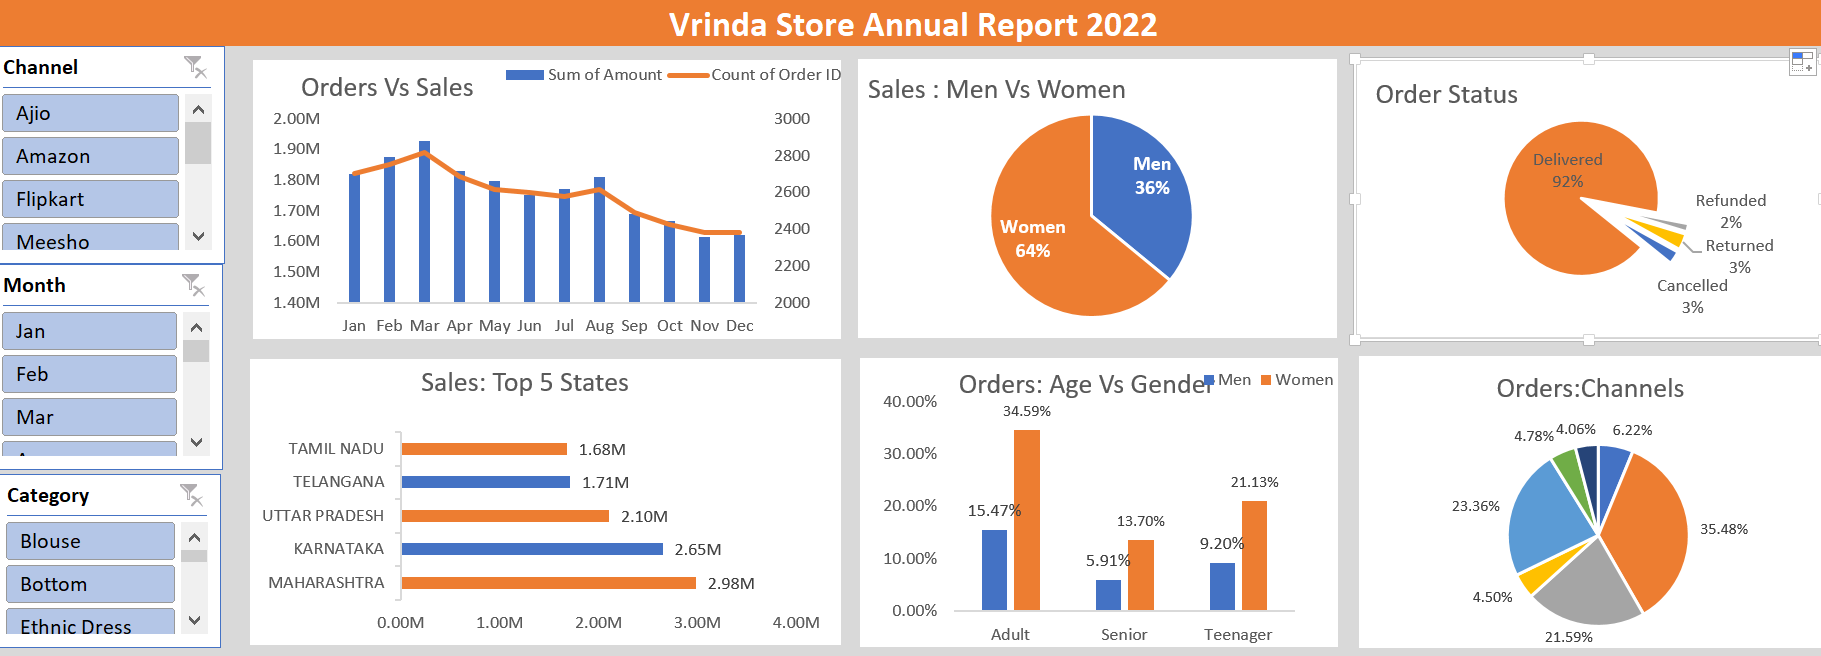 Vrinda Store Annual Report 2022
Channel
Ajio
Amazon
Flipkart
Meesho
Month
Jan
Feb
Mar
Category
Blouse
Bottom
Ethnic Dress
Orders Vs Sales
Sum of Amount
Count of Order ID
2.00M
1.90M
1.80M
1.70M
1.60M
1.50M
1.40M
3000
2800
2600
2400
2200
2000
Jan Feb Mar Apr May Jun Jul Aug Sep Oct Nov Dec
Sales : Men Vs Women
Men
36%
Women
64%
Order Status
Delivered
92%
Refunded
2%
Returned
3%
Cancelled
3%
Sales: Top 5 States
TAMIL NADU 1.68M
TELANGANA 1.71M
UTTAR PRADESH 2.10M
KARNATAKA 2.65M
MAHARASHTRA 2.98M
0.00M 1.00M 2.00M 3.00M 4.00M
Orders: Age Vs Gender
Men Women
40.00%
30.00%
20.00%
10.00%
0.00%
34.59%
15.47%
13.70%
5.91%
21.13%
9.20%
Adult Senior Teenager
Orders:Channels
4.78% 4.06% 6.22%
23.36%
35.48%
4.50%
21.59%